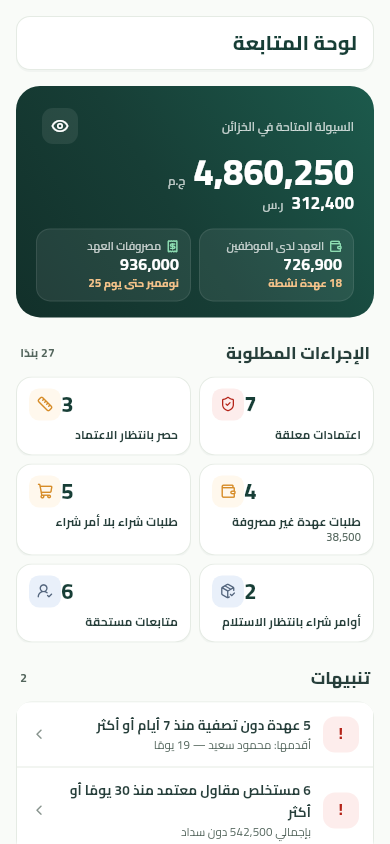 لوحة المتابعة
السيولة المتاحة في الخزائن
4,860,250 ج.م
312,400 ر.س
العهد لدى الموظفين
726,900
18 عهدة نشطة
مصروفات العهد
936,000
نوفمبر حتى يوم 25
الإجراءات المطلوبة
27 بندًا
7
اعتمادات معلقة
3
حصر بانتظار الاعتماد
4
طلبات عهدة غير مصروفة
38,500
5
طلبات شراء بلا أمر شراء
2
أوامر شراء بانتظار الاستلام
6
متابعات مستحقة
تنبيهات
2
5 عهدة دون تصفية منذ 7 أيام أو أكثر
أقدمها: محمود سعيد — 19 يومًا
6 مستخلص مقاول معتمد منذ 30 يومًا أو
أكثر
بإجمالي 542,500 دون سداد